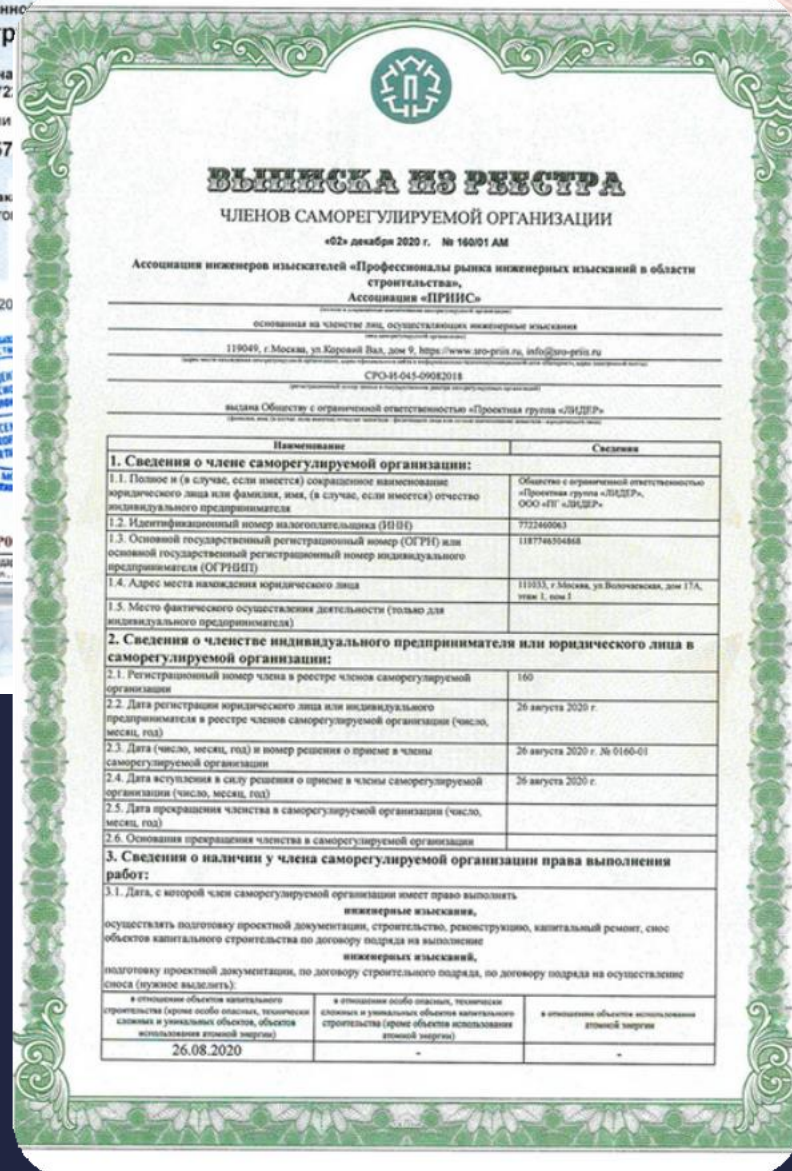 ВЫПИСКА ИЗ РЕЕСТРА
ЧЛЕНОВ САМОРЕГУЛИРУЕМОЙ ОРГАНИЗАЦИИ
«02» декабря 2020 г. № 160/01 АМ
Ассоциация инженеров изыскателей «Профессионалы рынка инженерных изысканий в области
строительства»,
Ассоциация «ПРИИС»
основанная на членстве лиц, осуществляющих инженерные изыскания
119049, г.Москва, ул.Коровий Вал, дом 9, https://www.sro-priis.ru, info@sro-priis.ru
СРО-И-045-09082018
выдана Обществу с ограниченной ответственностью «Проектная группа «ЛИДЕР»
Наименование Сведения
1. Сведения о члене саморегулируемой организации:
1.1. Полное и (в случае, если имеется) сокращенное наименование
юридического лица или фамилия, имя, (в случае, если имеется) отчество
индивидуального предпринимателя
Общество с ограниченной ответственностью
«Проектная группа «ЛИДЕР»,
ООО «ПГ «ЛИДЕР»
1.2. Идентификационный номер налогоплательщика (ИНН) 7722460063
1.3. Основной государственный регистрационный номер (ОГРН) или
основной государственный регистрационный номер индивидуального
предпринимателя (ОГРНИП)
1187746504868
1.4. Адрес места нахождения юридического лица
111033, г.Москва, ул.Волочаевская, дом 17А,
этаж 1, пом I
1.5. Место фактического осуществления деятельности (только для
индивидуального предпринимателя)
2. Сведения о членстве индивидуального предпринимателя или юридического лица в
саморегулируемой организации:
2.1. Регистрационный номер члена в реестре членов саморегулируемой
организации
160
2.2. Дата регистрации юридического лица или индивидуального
предпринимателя в реестре членов саморегулируемой организации (число,
месяц, год)
26 августа 2020 г.
2.3. Дата (число, месяц, год) и номер решения о приеме в члены
саморегулируемой организации
26 августа 2020 г. № 0160-01
2.4. Дата вступления в силу решения о приеме в члены саморегулируемой
организации (число, месяц, год)
26 августа 2020 г.
2.5. Дата прекращения членства в саморегулируемой организации (число,
месяц, год)
2.6. Основания прекращения членства в саморегулируемой организации
3. Сведения о наличии у члена саморегулируемой организации права выполнения
работ:
3.1. Дата, с которой член саморегулируемой организации имеет право выполнять
инженерные изыскания,
осуществлять подготовку проектной документации, строительство, реконструкцию, капитальный ремонт, снос
объектов капитального строительства по договору подряда на выполнение
инженерных изысканий,
подготовку проектной документации, по договору строительного подряда, по договору подряда на осуществление
сноса (нужное выделить):
в отношении объектов капитального
строительства (кроме особо опасных, технически
сложных и уникальных объектов, объектов
использования атомной энергии)
в отношении особо опасных, технически
сложных и уникальных объектов капитального
строительства (кроме объектов использования
атомной энергии)
в отношении объектов использования
атомной энергии
26.08.2020 - -